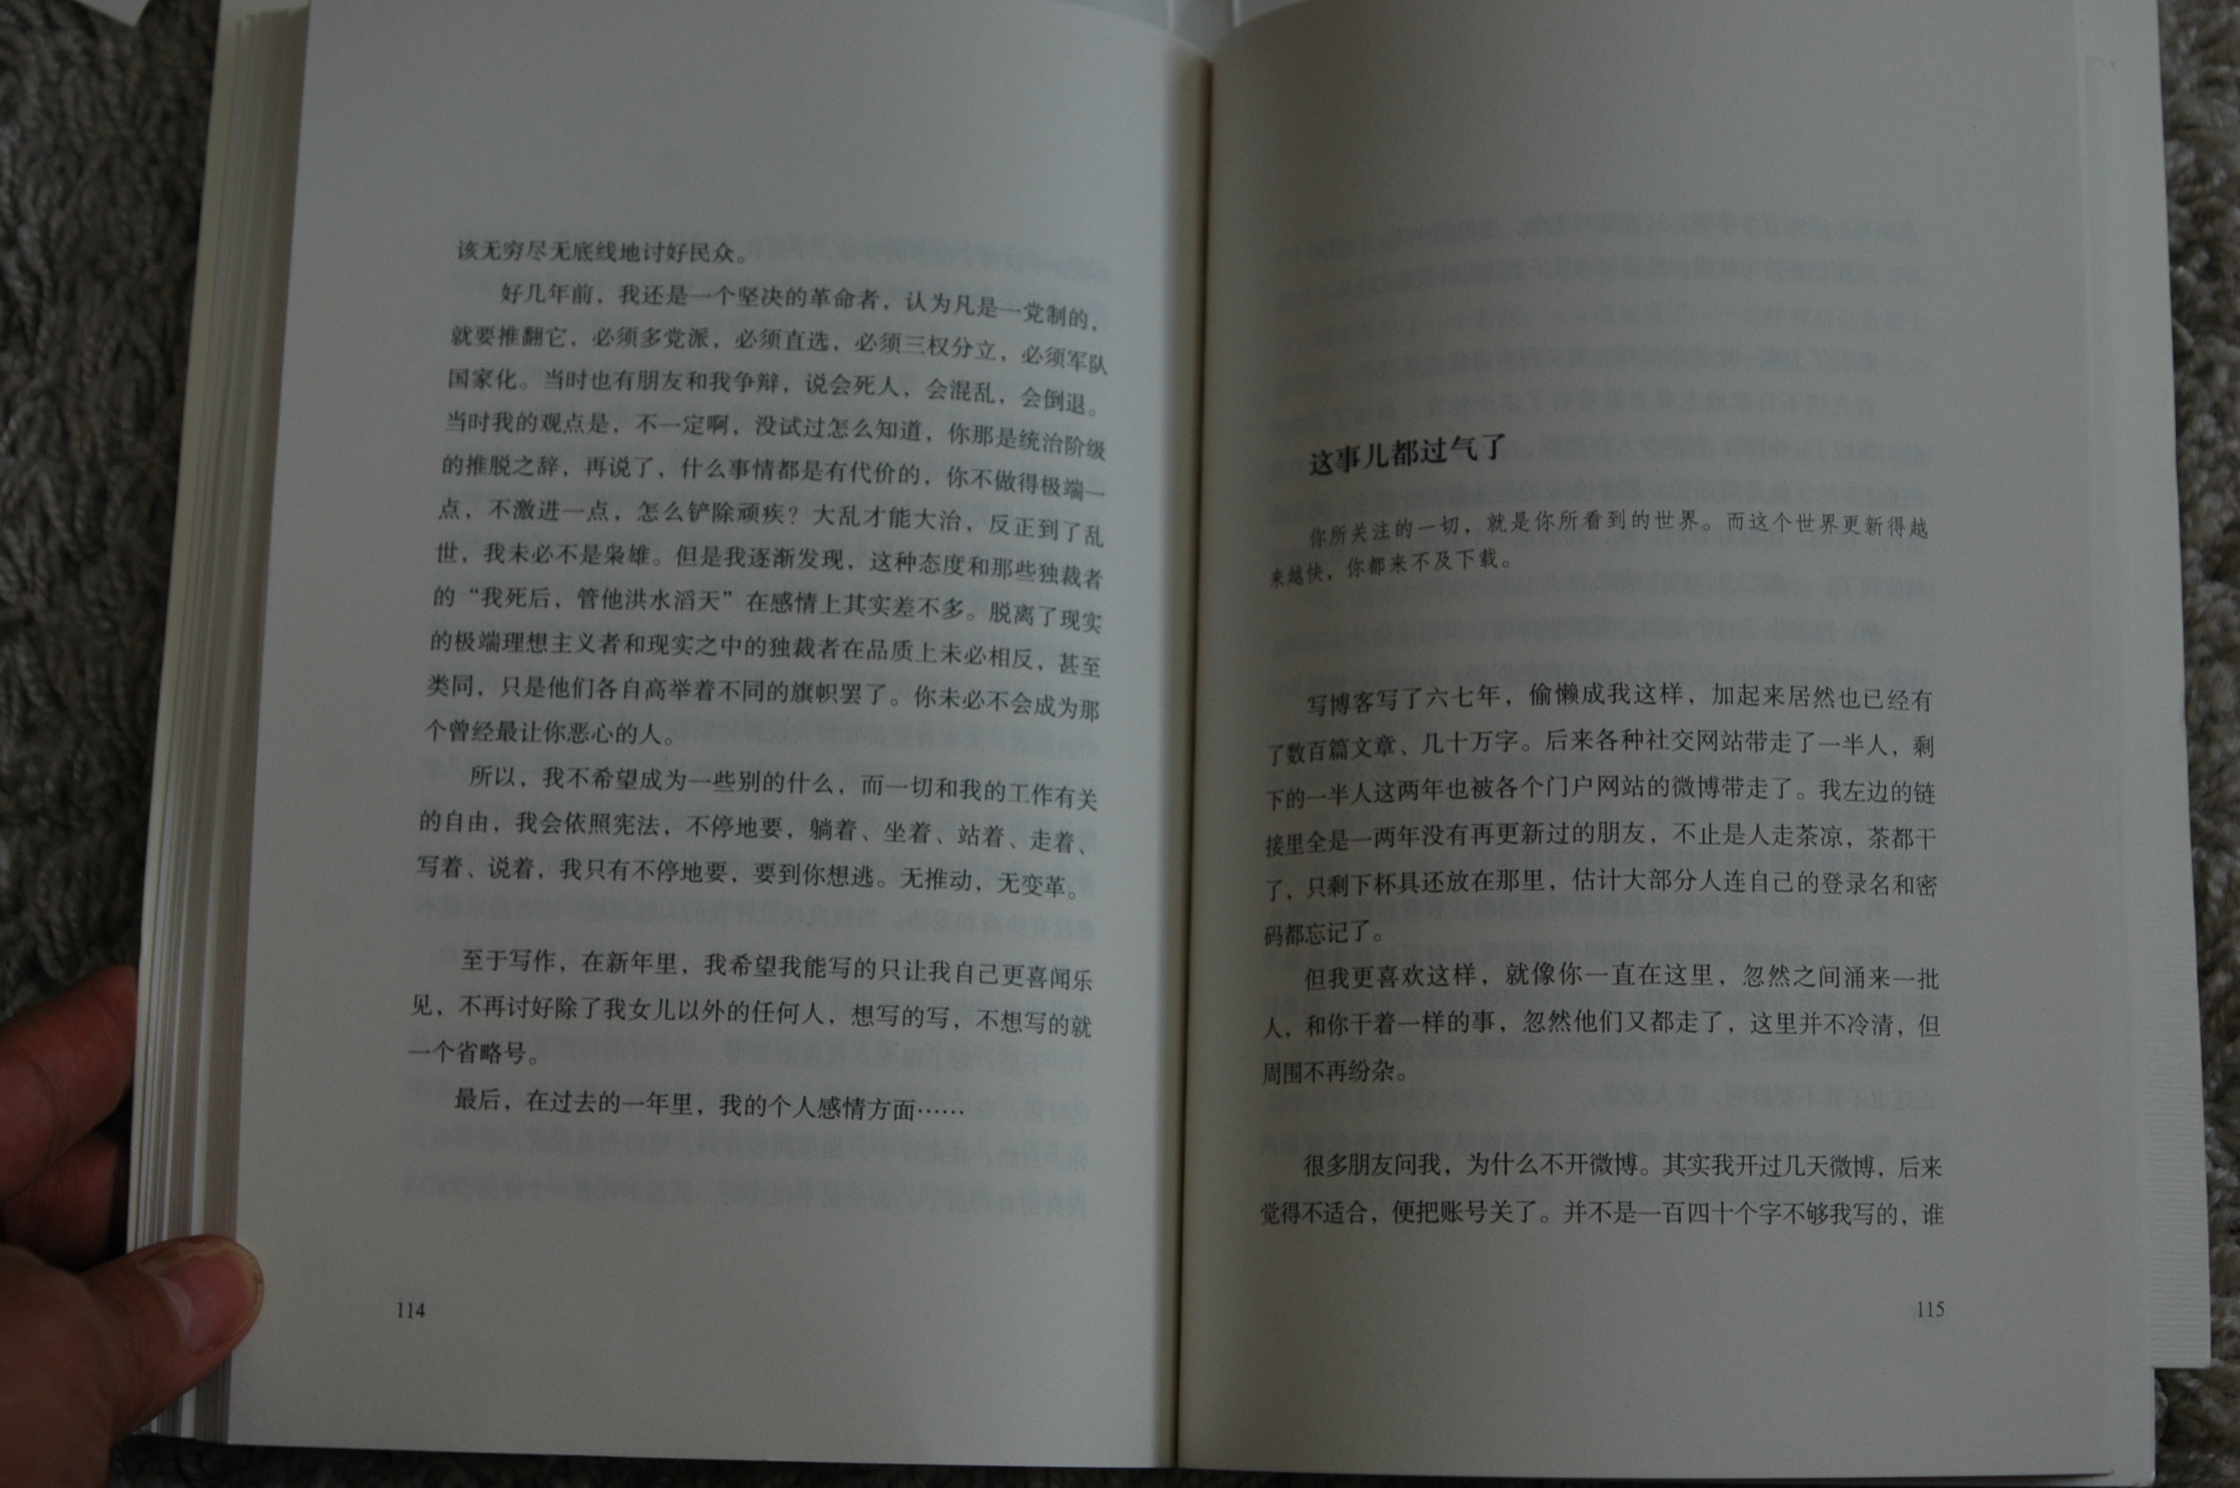 该无穷尽无底线地讨好民众。
好几年前，我还是一个坚决的革命者，认为凡是一党制的，
就要推翻它，必须多党派，必须直选，必须三权分立，必须军队
国家化。当时也有朋友和我争辩，说会死人，会混乱，会倒退。
当时我的观点是，不一定啊，没试过怎么知道，你那是统治阶级
的推脱之辞，再说了，什么事情都是有代价的，你不做得极端一
点，不激进一点，怎么铲除顽疾？大乱才能大治，反正到了乱
世，我未必不是枭雄。但是我逐渐发现，这种态度和那些独裁者
的“我死后，管他洪水滔天”在感情上其实差不多。脱离了现实
的极端理想主义者和现实之中的独裁者在品质上未必相反，甚至
类同，只是他们各自高举着不同的旗帜罢了。你未必不会成为那
个曾经最让你恶心的人。
所以，我不希望成为一些别的什么，而一切和我的工作有关
的自由，我会依照宪法，不停地要，躺着、坐着、站着、走着、
写着、说着，我只有不停地要，要到你想逃。无推动，无变革。
至于写作，在新年里，我希望我能写的只让我自己更喜闻乐
见，不再讨好除了我女儿以外的任何人，想写的写，不想写的就
一个省略号。
最后，在过去的一年里，我的个人感情方面……
114
这事儿都过气了
你所关注的一切，就是你所看到的世界。而这个世界更新得越
来越快，你都来不及下载。
写博客写了六七年，偷懒成我这样，加起来居然也已经有
了数百篇文章、几十万字。后来各种社交网站带走了一半人，剩
下的一半人这两年也被各个门户网站的微博带走了。我左边的链
接里全是一两年没有再更新过的朋友，不止是人走茶凉，茶都干
了，只剩下杯具还放在那里，估计大部分人连自己的登录名和密
码都忘记了。
但我更喜欢这样，就像你一直在这里，忽然之间涌来一批
人，和你干着一样的事，忽然他们又都走了，这里并不冷清，但
周围不再纷杂。
很多朋友问我，为什么不开微博。其实我开过几天微博，后来
觉得不适合，便把账号关了。并不是一百四十个字不够我写的，谁
115